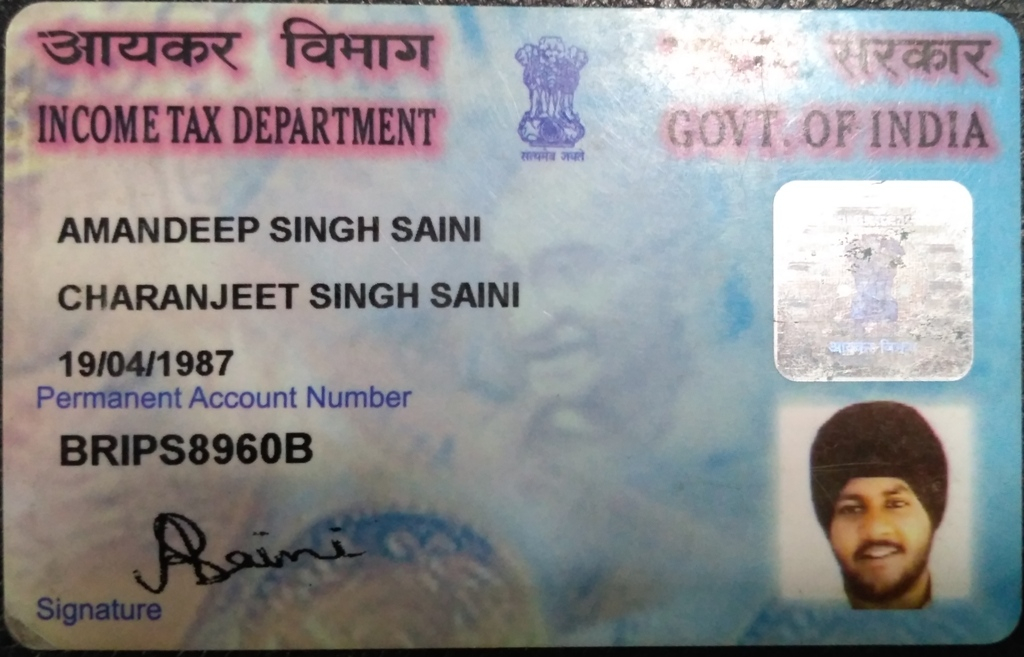 आयकर विभाग
INCOME TAX DEPARTMENT
सत्यमेव जयते
सरकार
GOVT. OF INDIA
AMANDEEP SINGH SAINI
CHARANJEET SINGH SAINI
19/04/1987
Permanent Account Number
BRIPS8960B
Saini
Signature
आयकर विभाग